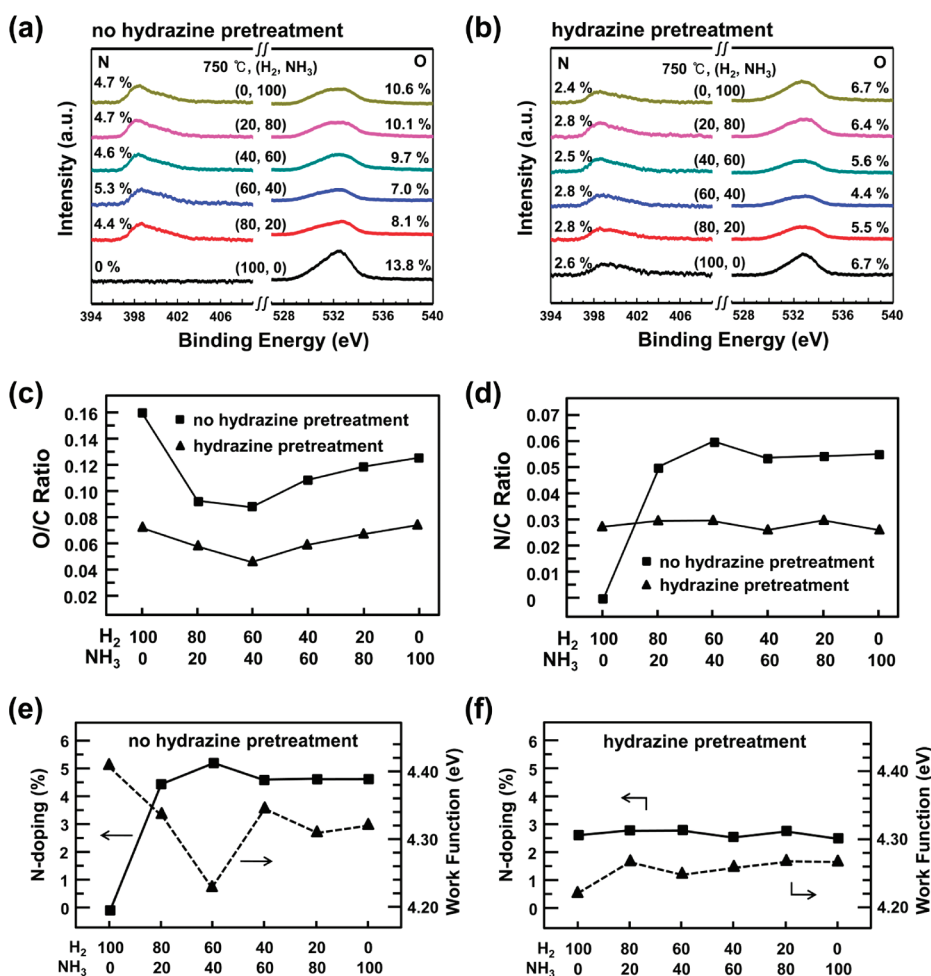 (a) no hydrazine pretreatment
N 750 ℃, (H2, NH3) O
4.7 % (0, 100) 10.6 %
4.7 % (20, 80) 10.1 %
4.6 % (40, 60) 9.7 %
5.3 % (60, 40) 7.0 %
4.4 % (80, 20) 8.1 %
0 % (100, 0) 13.8 %
Intensity (a.u.)
394 398 402 406 528 532 536 540
Binding Energy (eV)
(b) hydrazine pretreatment
N 750 ℃, (H2, NH3) O
2.4 % (0, 100) 6.7 %
2.8 % (20, 80) 6.4 %
2.5 % (40, 60) 5.6 %
2.8 % (60, 40) 4.4 %
2.8 % (80, 20) 5.5 %
2.6 % (100, 0) 6.7 %
Intensity (a.u.)
394 398 402 406 528 532 536 540
Binding Energy (eV)
(c)
0.16
0.12
0.10
0.08
0.06
0.04
0.02
O/C Ratio
no hydrazine pretreatment
hydrazine pretreatment
H2 100 80 60 40 20 0
NH3 0 20 40 60 80 100
(d)
0.07
0.06
0.05
0.04
0.03
0.02
0.01
0
N/C Ratio
no hydrazine pretreatment
hydrazine pretreatment
H2 100 80 60 40 20 0
NH3 0 20 40 60 80 100
(e)
no hydrazine pretreatment
6
5
4
3
2
1
0
N-doping (%)
4.40
4.30
4.20
Work Function (eV)
H2 100 80 60 40 20 0
NH3 0 20 40 60 80 100
(f)
hydrazine pretreatment
6
5
4
3
2
1
0
N-doping (%)
4.40
4.30
4.20
Work Function (eV)
H2 100 80 60 40 20 0
NH3 0 20 40 60 80 100